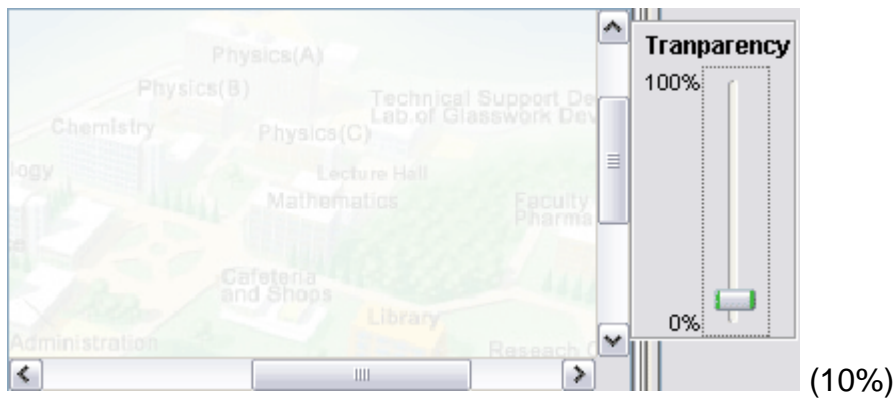 Physics(A)
Physics(B)
Technical Support De
Lab.of Glasswork Dev
Chemistry
Physics(C)
logy
Lecture Hall
Mathematics
Faculty
Pharma
Cafeteria
and Shops
Library
Administration
Reseach C
Tranparency
100%
0%
(10%)